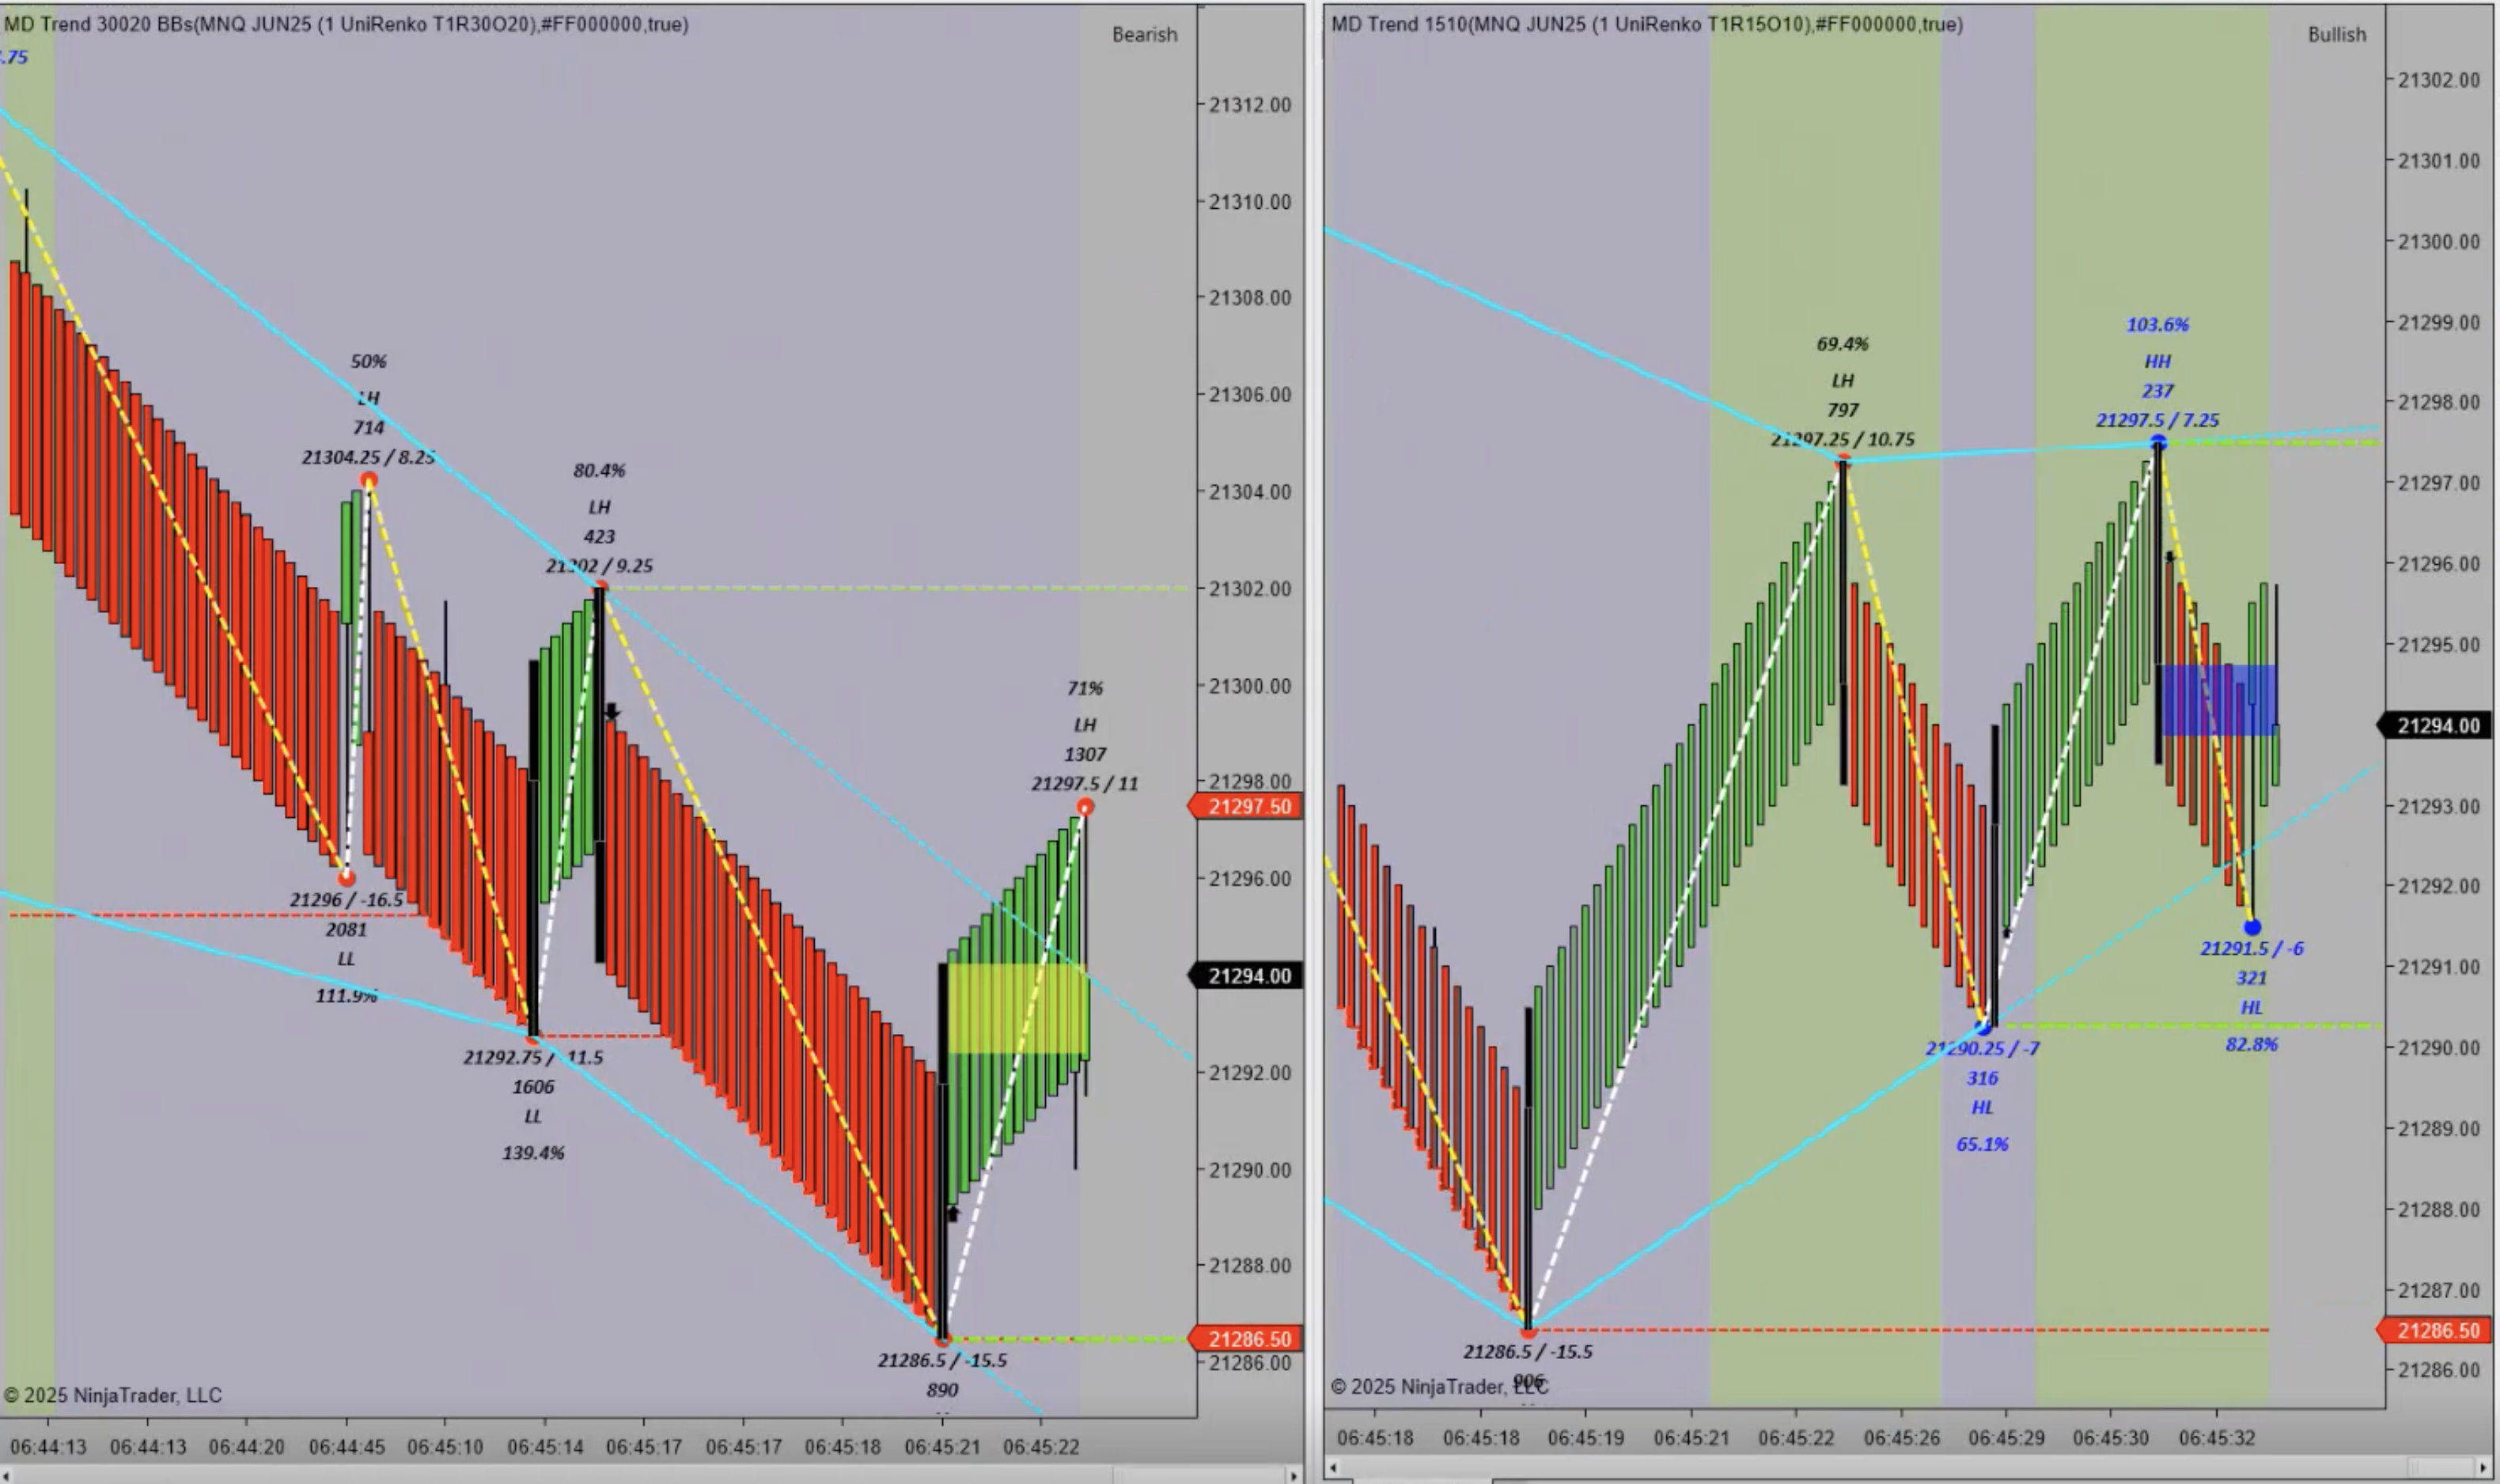 MD Trend 30020 BBs(MNQ JUN25 (1 UniRenko T1R30O20),#FF000000,true)
Bearish
.75
50%
LH
714
21304.25 / 8.25
80.4%
LH
423
21302 / 9.25
71%
LH
1307
21297.5 / 11
21296 / -16.5
2081
LL
111.9%
21292.75 / -11.5
1606
LL
139.4%
21286.5 / -15.5
890
21312.00
21310.00
21308.00
21306.00
21304.00
21302.00
21300.00
21298.00
21297.50
21296.00
21294.00
21292.00
21290.00
21288.00
21286.50
21286.00
© 2025 NinjaTrader, LLC
06:44:13 06:44:13 06:44:20 06:44:45 06:45:10 06:45:14 06:45:17 06:45:17 06:45:18 06:45:21 06:45:22
MD Trend 1510(MNQ JUN25 (1 UniRenko T1R15O10),#FF000000,true)
Bullish
69.4%
LH
797
21297.25 / 10.75
103.6%
HH
237
21297.5 / 7.25
21291.5 / -6
321
HL
82.8%
21290.25 / -7
316
HL
65.1%
21286.5 / -15.5
906
21302.00
21301.00
21300.00
21299.00
21298.00
21297.00
21296.00
21295.00
21294.00
21293.00
21292.00
21291.00
21290.00
21289.00
21288.00
21287.00
21286.50
21286.00
© 2025 NinjaTrader, LLC
06:45:18 06:45:18 06:45:19 06:45:21 06:45:22 06:45:26 06:45:29 06:45:30 06:45:32